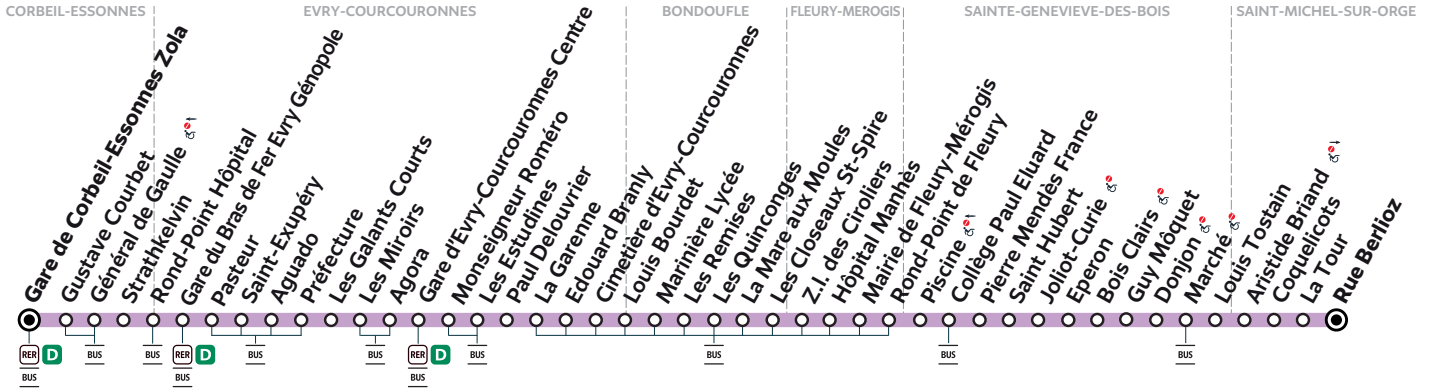 CORBEIL-ESSONNES
EVRY-COURCOURONNES
BONDOUFLE
FLEURY-MEROGIS
SAINTE-GENEVIEVE-DES-BOIS
SAINT-MICHEL-SUR-ORGE
Gare de Corbeil-Essonnes Zola
Gustave Courbet
Général de Gaulle
Strathkelvin
Rond-Point Hôpital
Gare du Bras de Fer Evry Génopole
Pasteur
Saint-Exupéry
Aguado
Préfecture
Les Galants Courts
Les Miroirs
Agora
Gare d'Evry-Courcouronnes Centre
Monseigneur Roméro
Les Estudines
Paul Delouvrier
La Garenne
Edouard Branly
Cimetière d'Evry-Courcouronnes
Louis Bourdet
Marinière Lycée
Les Remises
Les Quinconges
La Mare aux Moules
Les Closeaux St-Spire
Z.I. des Ciroliers
Hôpital Manhès
Mairie de Fleury-Mérogis
Rond-Point de Fleury
Piscine
Collège Paul Eluard
Pierre Mendès France
Saint Hubert
Joliot-Curie
Eperon
Bois Clairs
Guy Môquet
Donjon
Marché
Louis Tostain
Aristide Briand
Coquelicots
La Tour
Rue Berlioz
RER D
BUS
BUS
BUS
RER D
BUS
BUS
BUS
RER D
BUS
BUS
BUS
BUS
BUS